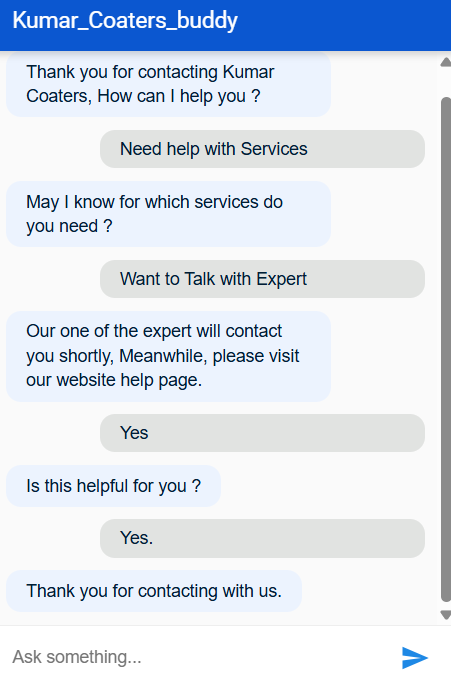 Kumar_Coaters_buddy
Thank you for contacting Kumar
Coaters, How can I help you ?
Need help with Services
May I know for which services do
you need ?
Want to Talk with Expert
Our one of the expert will contact
you shortly, Meanwhile, please visit
our website help page.
Yes
Is this helpful for you ?
Yes.
Thank you for contacting with us.
Ask something...